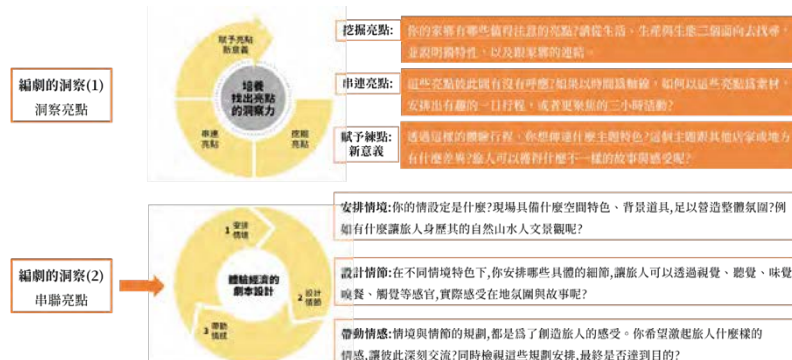 編劇的洞察(1)
洞察亮點
賦予亮點
新意義
培養
找出亮點
的洞察力
串連
亮點
挖掘
亮點
挖掘亮點:
你的家鄉有哪些值得注意的亮點?請從生活、生產與生態三個面向去找尋,
並說明獨特性、以及跟家鄉的連結。
串連亮點:
這些亮點彼此間有沒有呼應?如果以時間為軸線,如何以這些亮點為素材,
安排出有趣的一日行程,或者更聚焦的三小時活動?
賦予練點:
新意義
透過這樣的體驗行程、你想傳達什麼主題特色?這個主題跟其他店家或地方
有什麼差異?旅人可以獲得什麼不一樣的故事與感受呢?
編劇的洞察(2)
串聯亮點
1 安排
情境
體驗經濟的
劇本設計
2 設計
情節
3 帶動
情感
安排情境:你的情設定是什麼?現場具備什麼空間特色、背景道具,足以營造整體氛圍?例
如有什麼讓旅人身歷其的自然山水人文景觀呢?
設計情節:在不同情境特色下,你安排哪些具體的細節,讓旅人可以透過視覺、聽覺、味覺
嗅餐、觸覺等感官,實際感受在地氛圍與故事呢?
帶動情感:情境與情節的規劃,都是為了創造旅人的感受。你希望激起旅人什麼樣的
情感,讓彼此深刻交流?同時檢視這些規劃安排,最終是否達到目的?